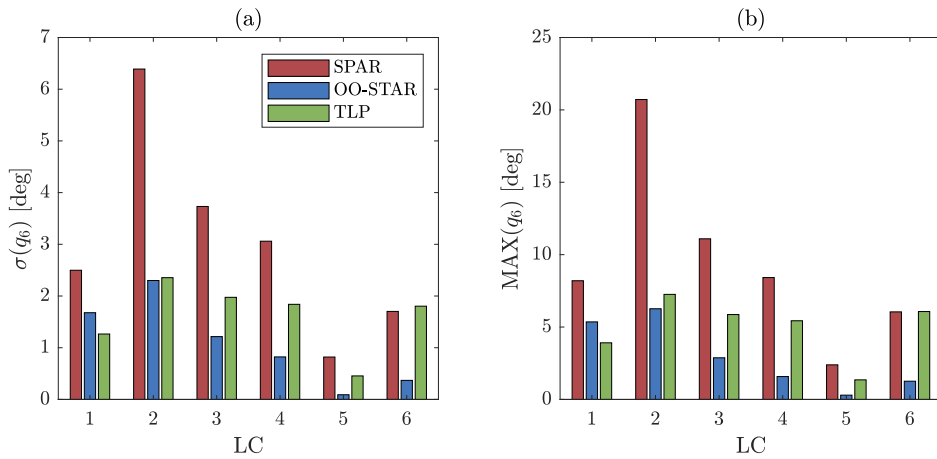 (a)
σ(q6) [deg]
7
6
5
4
3
2
1
0
SPAR
OO-STAR
TLP
1 2 3 4 5 6
LC
(b)
MAX(q6) [deg]
25
20
15
10
5
0
1 2 3 4 5 6
LC